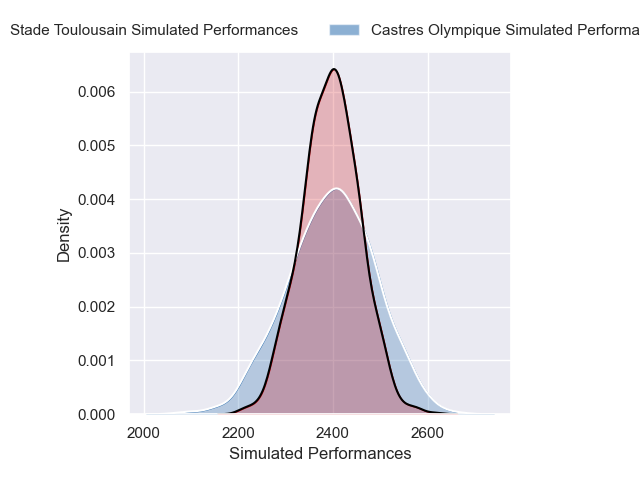 Stade Toulousain Simulated Performances Castres Olympique Simulated Performa
0.006
0.005
0.004
0.003
0.002
0.001
0.000
Density
2000 2200 2400 2600
Simulated Performances